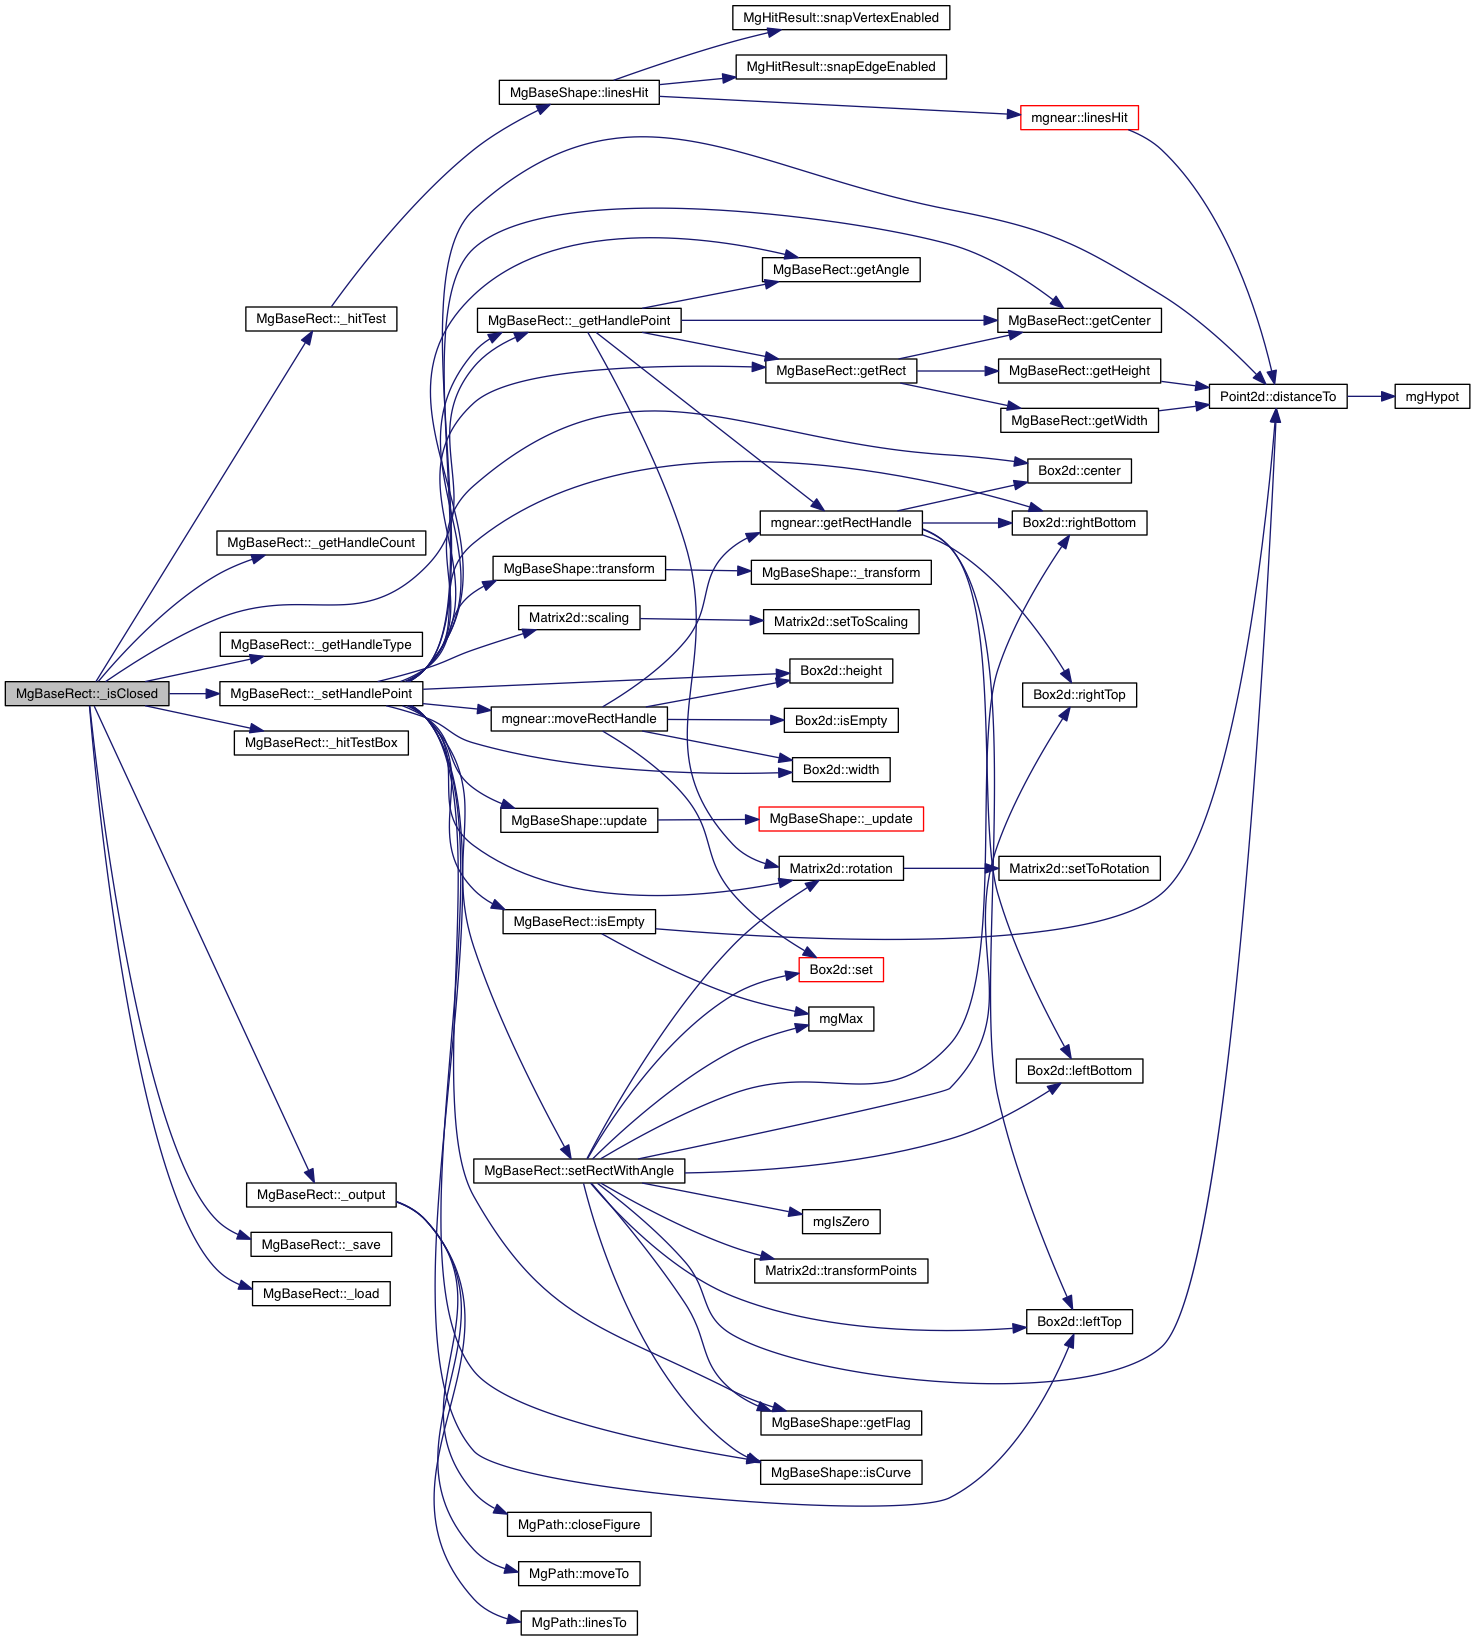 MgHitResult::snapVertexEnabled
MgHitResult::snapEdgeEnabled
MgBaseShape::linesHit
mgnear::linesHit
MgBaseRect::getAngle
MgBaseRect::_hitTest
MgBaseRect::_getHandlePoint
MgBaseRect::getCenter
MgBaseRect::getRect
MgBaseRect::getHeight
Point2d::distanceTo
mgHypot
MgBaseRect::getWidth
Box2d::center
mgnear::getRectHandle
Box2d::rightBottom
MgBaseRect::_getHandleCount
MgBaseShape::transform
MgBaseShape::_transform
Matrix2d::scaling
Matrix2d::setToScaling
MgBaseRect::_getHandleType
Box2d::height
MgBaseRect::_isClosed
MgBaseRect::_setHandlePoint
Box2d::rightTop
mgnear::moveRectHandle
Box2d::isEmpty
MgBaseRect::_hitTestBox
Box2d::width
MgBaseShape::update
MgBaseShape::_update
Matrix2d::rotation
Matrix2d::setToRotation
MgBaseRect::isEmpty
Box2d::set
mgMax
Box2d::leftBottom
MgBaseRect::setRectWithAngle
MgBaseRect::_output
mgIsZero
MgBaseRect::_save
Matrix2d::transformPoints
MgBaseRect::_load
Box2d::leftTop
MgBaseShape::getFlag
MgBaseShape::isCurve
MgPath::closeFigure
MgPath::moveTo
MgPath::linesTo